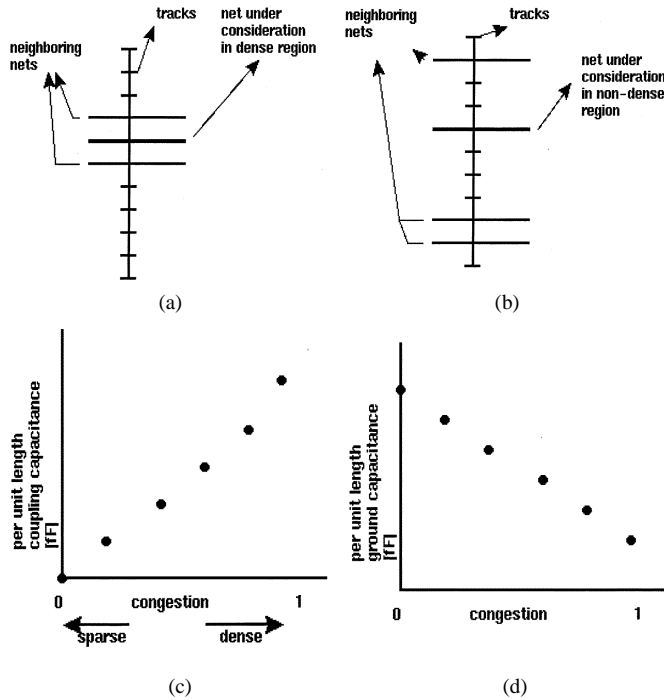 tracks
neighboring
nets
net under
consideration
in dense region
(a)
tracks
neighboring
nets
net under
consideration
in non-dense
region
(b)
per unit length
coupling capacitance
[fF]
0
congestion
1
sparse
dense
(c)
per unit length
ground capacitance
[fF]
0
congestion
1
(d)